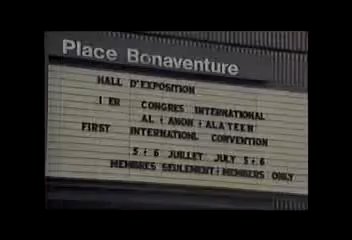 Place Bonaventure
HALL D'EXPOSITION
1 ER CONGRES INTERNATIONAL
AL : ANON : ALATEEN
FIRST INTERNATIONL CONVENTION
5 : 6 JUILLET JULY 5 : 6
MEMBRES SEULEMENT : MEMBERS ONLY